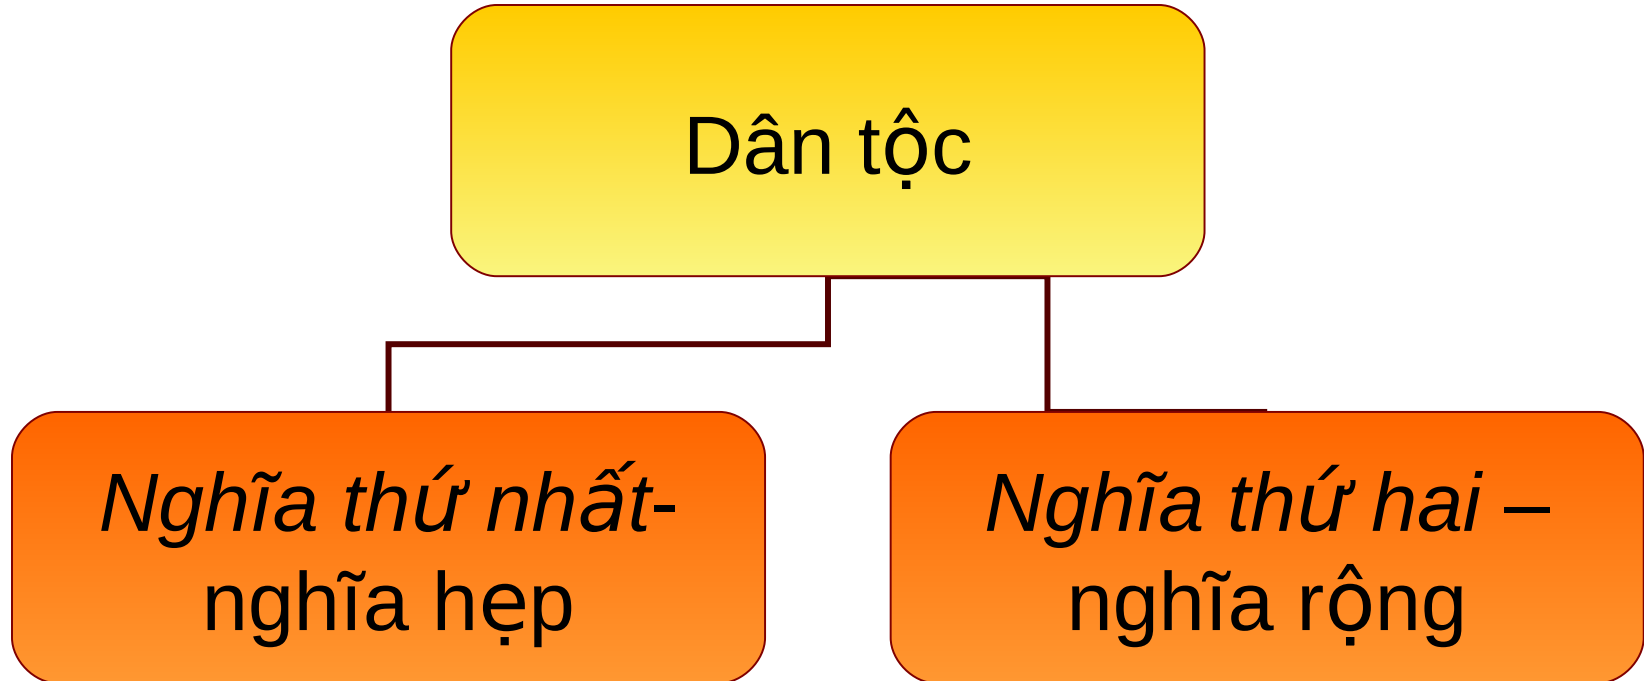 Dân tộc
Nghĩa thứ nhất-
nghĩa hẹp
Nghĩa thứ hai –
nghĩa rộng